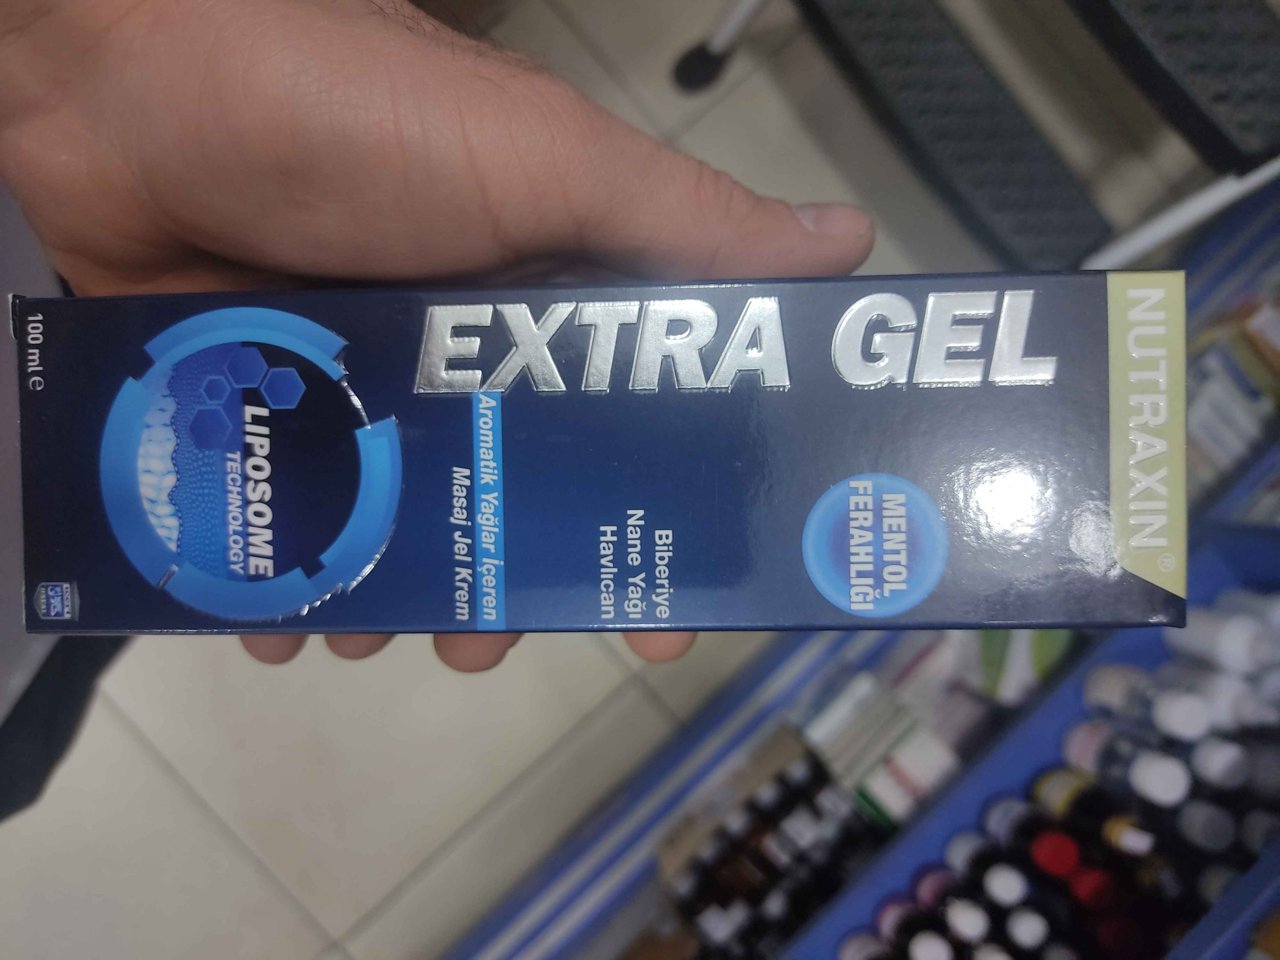 NUTRAXIN®
EXTRA GEL
MENTOL
FERAHLIĞI
Biberiye
Nane Yağı
Havlıcan
Aromatik Yağlar İçeren
Masaj Jel Krem
LIPOSOME
TECHNOLOGY
100 ml e